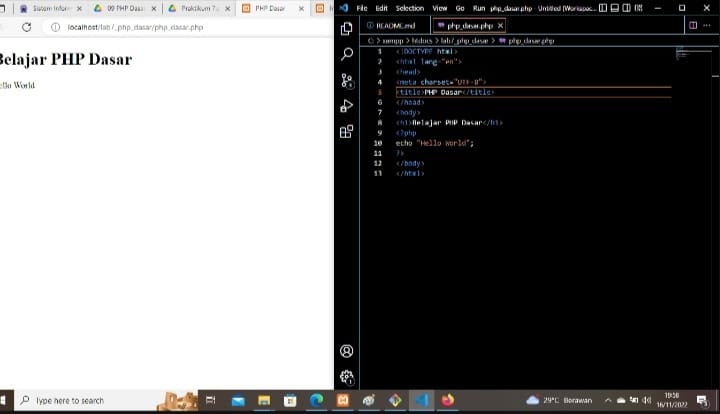 Sistem Inform
09 PHP Dasa
Praktikum 7
PHP Dasar
localhost/lab7_php_dasar/php_dasar.php
Belajar PHP Dasar
Hello World
File Edit Selection View Go Run php_dasar.php - Untitled (Workspac...
README.md
php_dasar.php
C: > xampp > htdocs > lab7_php_dasar > php_dasar.php
1 <!DOCTYPE html>
2 <html lang="en">
3 <head>
4 <meta charset="UTF-8">
5 <title>PHP Dasar</title>
6 </head>
7 <body>
8 <h1>Belajar PHP Dasar</h1>
9 <?php
10 echo "Hello World";
11 ?>
12 </body>
13 </html>
Type here to search
29°C Berawan
19:58
16/11/2022